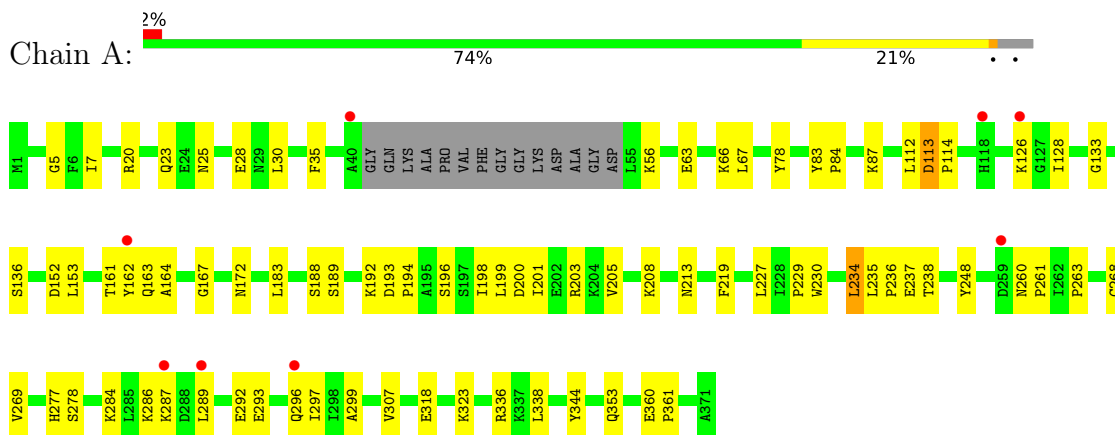 2%
Chain A:
74% 21% • •
M1 G5 F6 I7 R20 Q23 E24 N25 E28 N29 L30 F35 A40 GLY GLN LYS ALA PRO VAL PHE GLY GLY LYS ASP ALA GLY ASP L55 K56 E63 K66 L67 Y78 Y83 P84 K87 L112 D113 P114 H118 K126 G127 I128 G133
S136 D152 L153 T161 Y162 Q163 A164 G167 N172 L183 S188 S189 K192 D193 P194 A195 S196 S197 I198 L199 D200 I201 E202 R203 K204 V205 K208 N213 F219 L227 I228 P229 W230 L234 L235 P236 E237 T238 Y248 D259 N260 P261 I262 P263 G268
V269 H277 S278 K284 L285 K286 K287 D288 L289 E292 E293 Q296 I297 I298 A299 V307 E318 K323 R336 K337 L338 Y344 Q353 E360 P361 A371